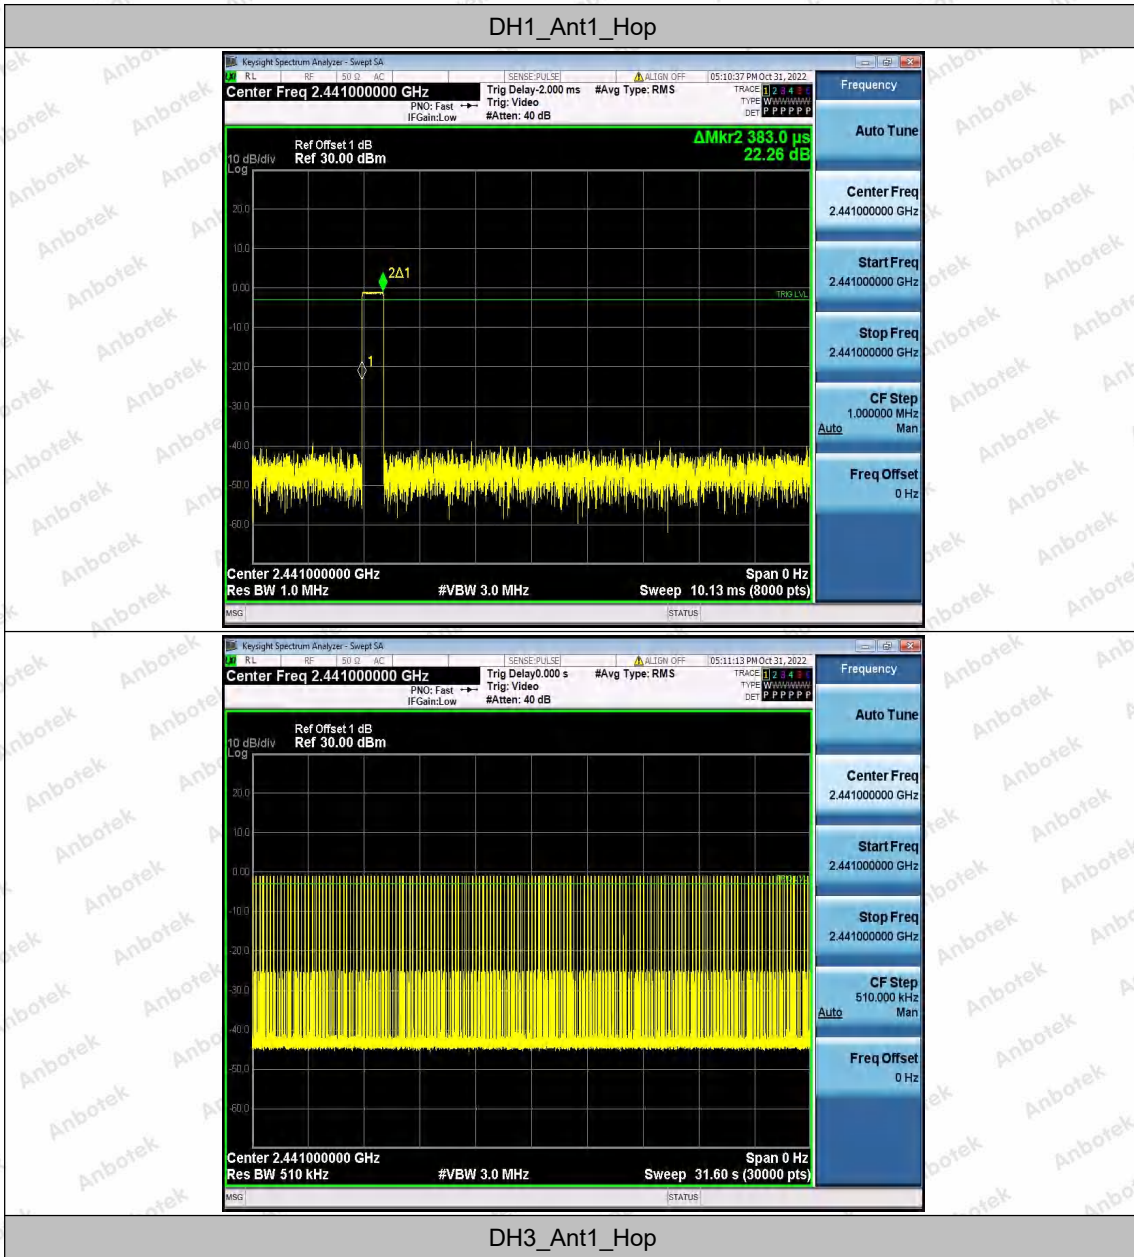 DH1_Ant1_Hop
Keysight Spectrum Analyzer - Swept SA
RL RF 50 Ω AC SENSE:PULSE ALIGN OFF 05:10:37 PM Oct 31, 2022
Center Freq 2.441000000 GHz
PNO: Fast
IFGain:Low
Trig Delay-2.000 ms
Trig: Video
#Atten: 40 dB
#Avg Type: RMS
TRACE 1 2 3 4 5 6
TYPE WWWWWW
DET P P P P P P
ΔMkr2 383.0 μs
22.26 dB
Ref Offset 1 dB
10 dB/div Ref 30.00 dBm
Log
20.0
10.0
0.00
-10.0
-20.0
-30.0
-40.0
-50.0
-60.0
2Δ1
1
TRIG LVL
Center 2.441000000 GHz Span 0 Hz
Res BW 1.0 MHz #VBW 3.0 MHz Sweep 10.13 ms (8000 pts)
MSG STATUS
Frequency
Auto Tune
Center Freq
2.441000000 GHz
Start Freq
2.441000000 GHz
Stop Freq
2.441000000 GHz
CF Step
1.000000 MHz
Auto Man
Freq Offset
0 Hz
Keysight Spectrum Analyzer - Swept SA
RL RF 50 Ω AC SENSE:PULSE ALIGN OFF 05:11:13 PM Oct 31, 2022
Center Freq 2.441000000 GHz
PNO: Fast
IFGain:Low
Trig Delay0.000 s
Trig: Video
#Atten: 40 dB
#Avg Type: RMS
TRACE 1 2 3 4 5 6
TYPE WWWWWW
DET P P P P P P
Ref Offset 1 dB
10 dB/div Ref 30.00 dBm
Log
20.0
10.0
0.00
-10.0
-20.0
-30.0
-40.0
-50.0
-60.0
Center 2.441000000 GHz Span 0 Hz
Res BW 510 kHz #VBW 3.0 MHz Sweep 31.60 s (30000 pts)
MSG STATUS
Frequency
Auto Tune
Center Freq
2.441000000 GHz
Start Freq
2.441000000 GHz
Stop Freq
2.441000000 GHz
CF Step
510.000 kHz
Auto Man
Freq Offset
0 Hz
DH3_Ant1_Hop
Anbotek